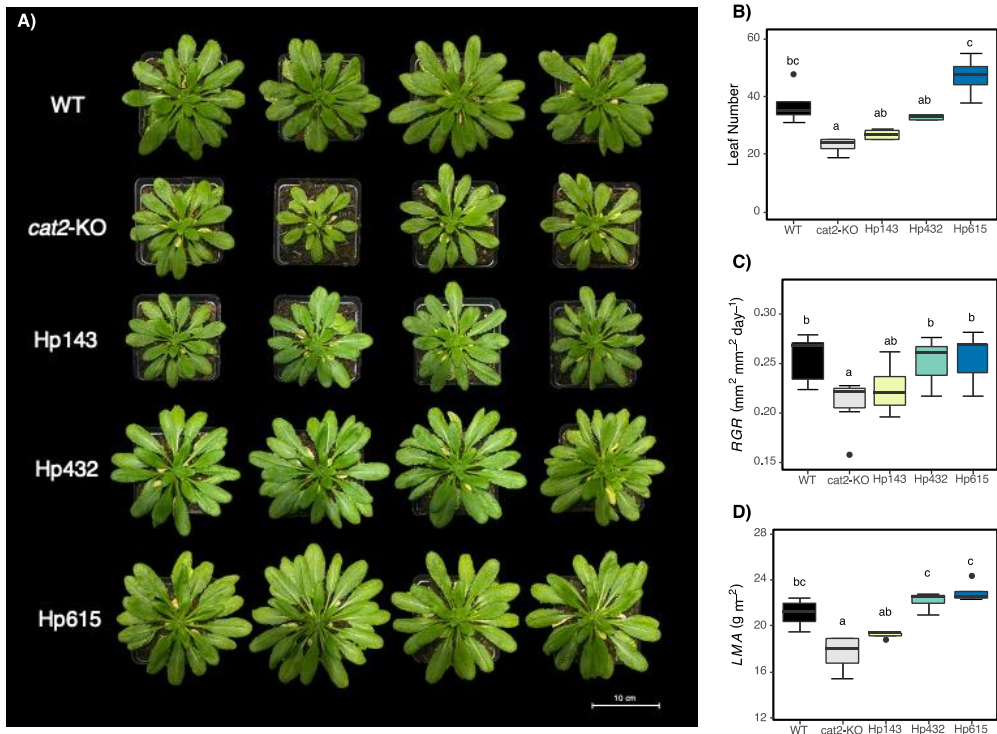 A)
WT
cat2-KO
Hp143
Hp432
Hp615
10 cm
B)
Leaf Number
60
40
20
0
bc
a
ab
ab
c
WT cat2-KO Hp143 Hp432 Hp615
C)
RGR (mm² mm⁻² day⁻¹)
0.30
0.25
0.20
0.15
b
a
ab
b
b
WT cat2-KO Hp143 Hp432 Hp615
D)
LMA (g m⁻²)
28
24
20
16
12
bc
a
ab
c
c
WT cat2-KO Hp143 Hp432 Hp615